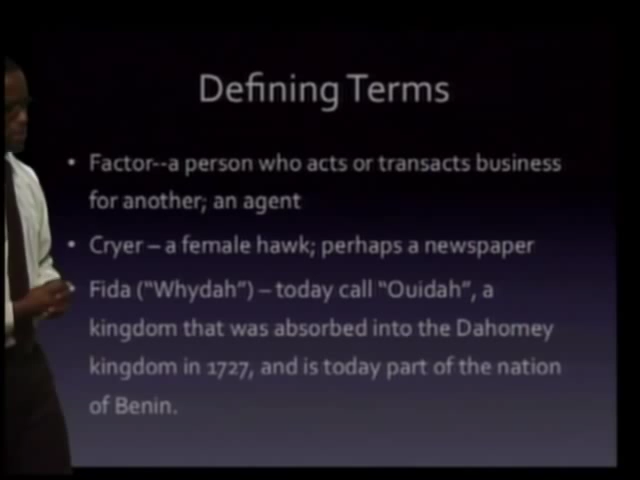 Defining Terms
• Factor--a person who acts or transacts business
for another; an agent
• Cryer – a female hawk; perhaps a newspaper
• Fida ("Whydah") – today call "Ouidah", a
kingdom that was absorbed into the Dahomey
kingdom in 1727, and is today part of the nation
of Benin.